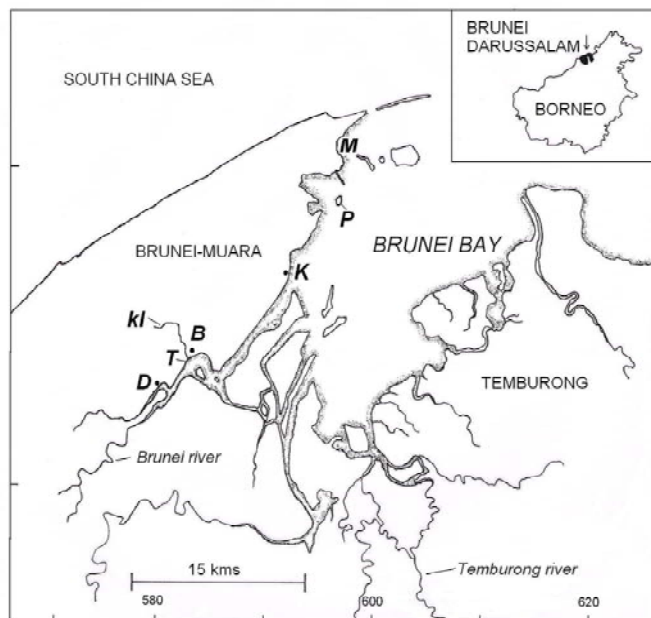 BRUNEI
DARUSSALAM
BORNEO
SOUTH CHINA SEA
M
P
BRUNEI-MUARA
BRUNEI BAY
K
kl
B
T
D
TEMBURONG
Brunei river
15 kms
Temburong river
580
600
620